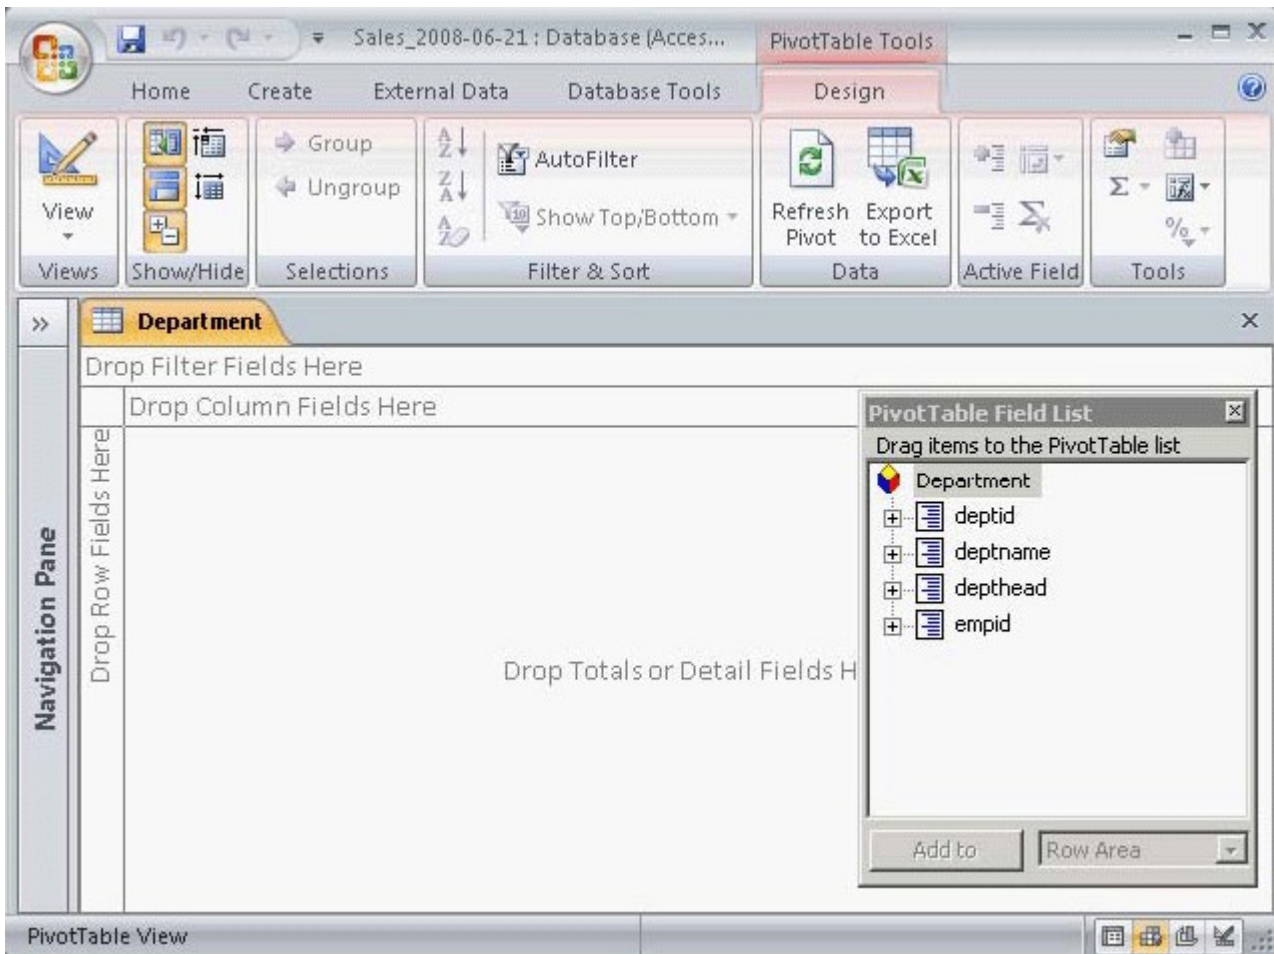 Sales_2008-06-21 : Database (Acces...
PivotTable Tools
Home
Create
External Data
Database Tools
Design
View
Group
Ungroup
AutoFilter
Show Top/Bottom
Refresh Pivot
Export to Excel
Views
Show/Hide
Selections
Filter & Sort
Data
Active Field
Tools
Department
Drop Filter Fields Here
Drop Column Fields Here
Drop Row Fields Here
Drop Totals or Detail Fields H
Navigation Pane
PivotTable Field List
Drag items to the PivotTable list
Department
deptid
deptname
depthead
empid
Add to
Row Area
PivotTable View